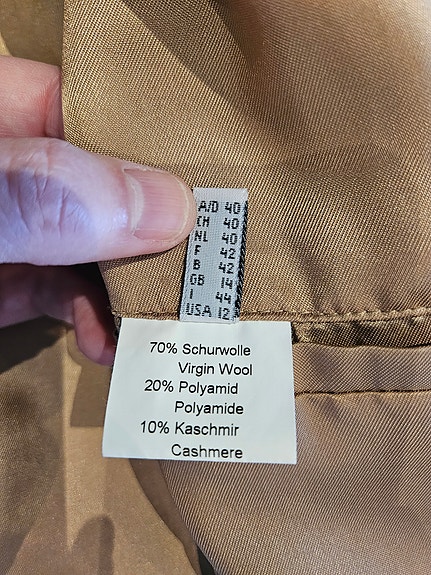 A/D 40
CH 40
NL 40
F 42
B 42
GB 14
I 44
USA 12
70% Schurwolle
Virgin Wool
20% Polyamid
Polyamide
10% Kaschmir
Cashmere